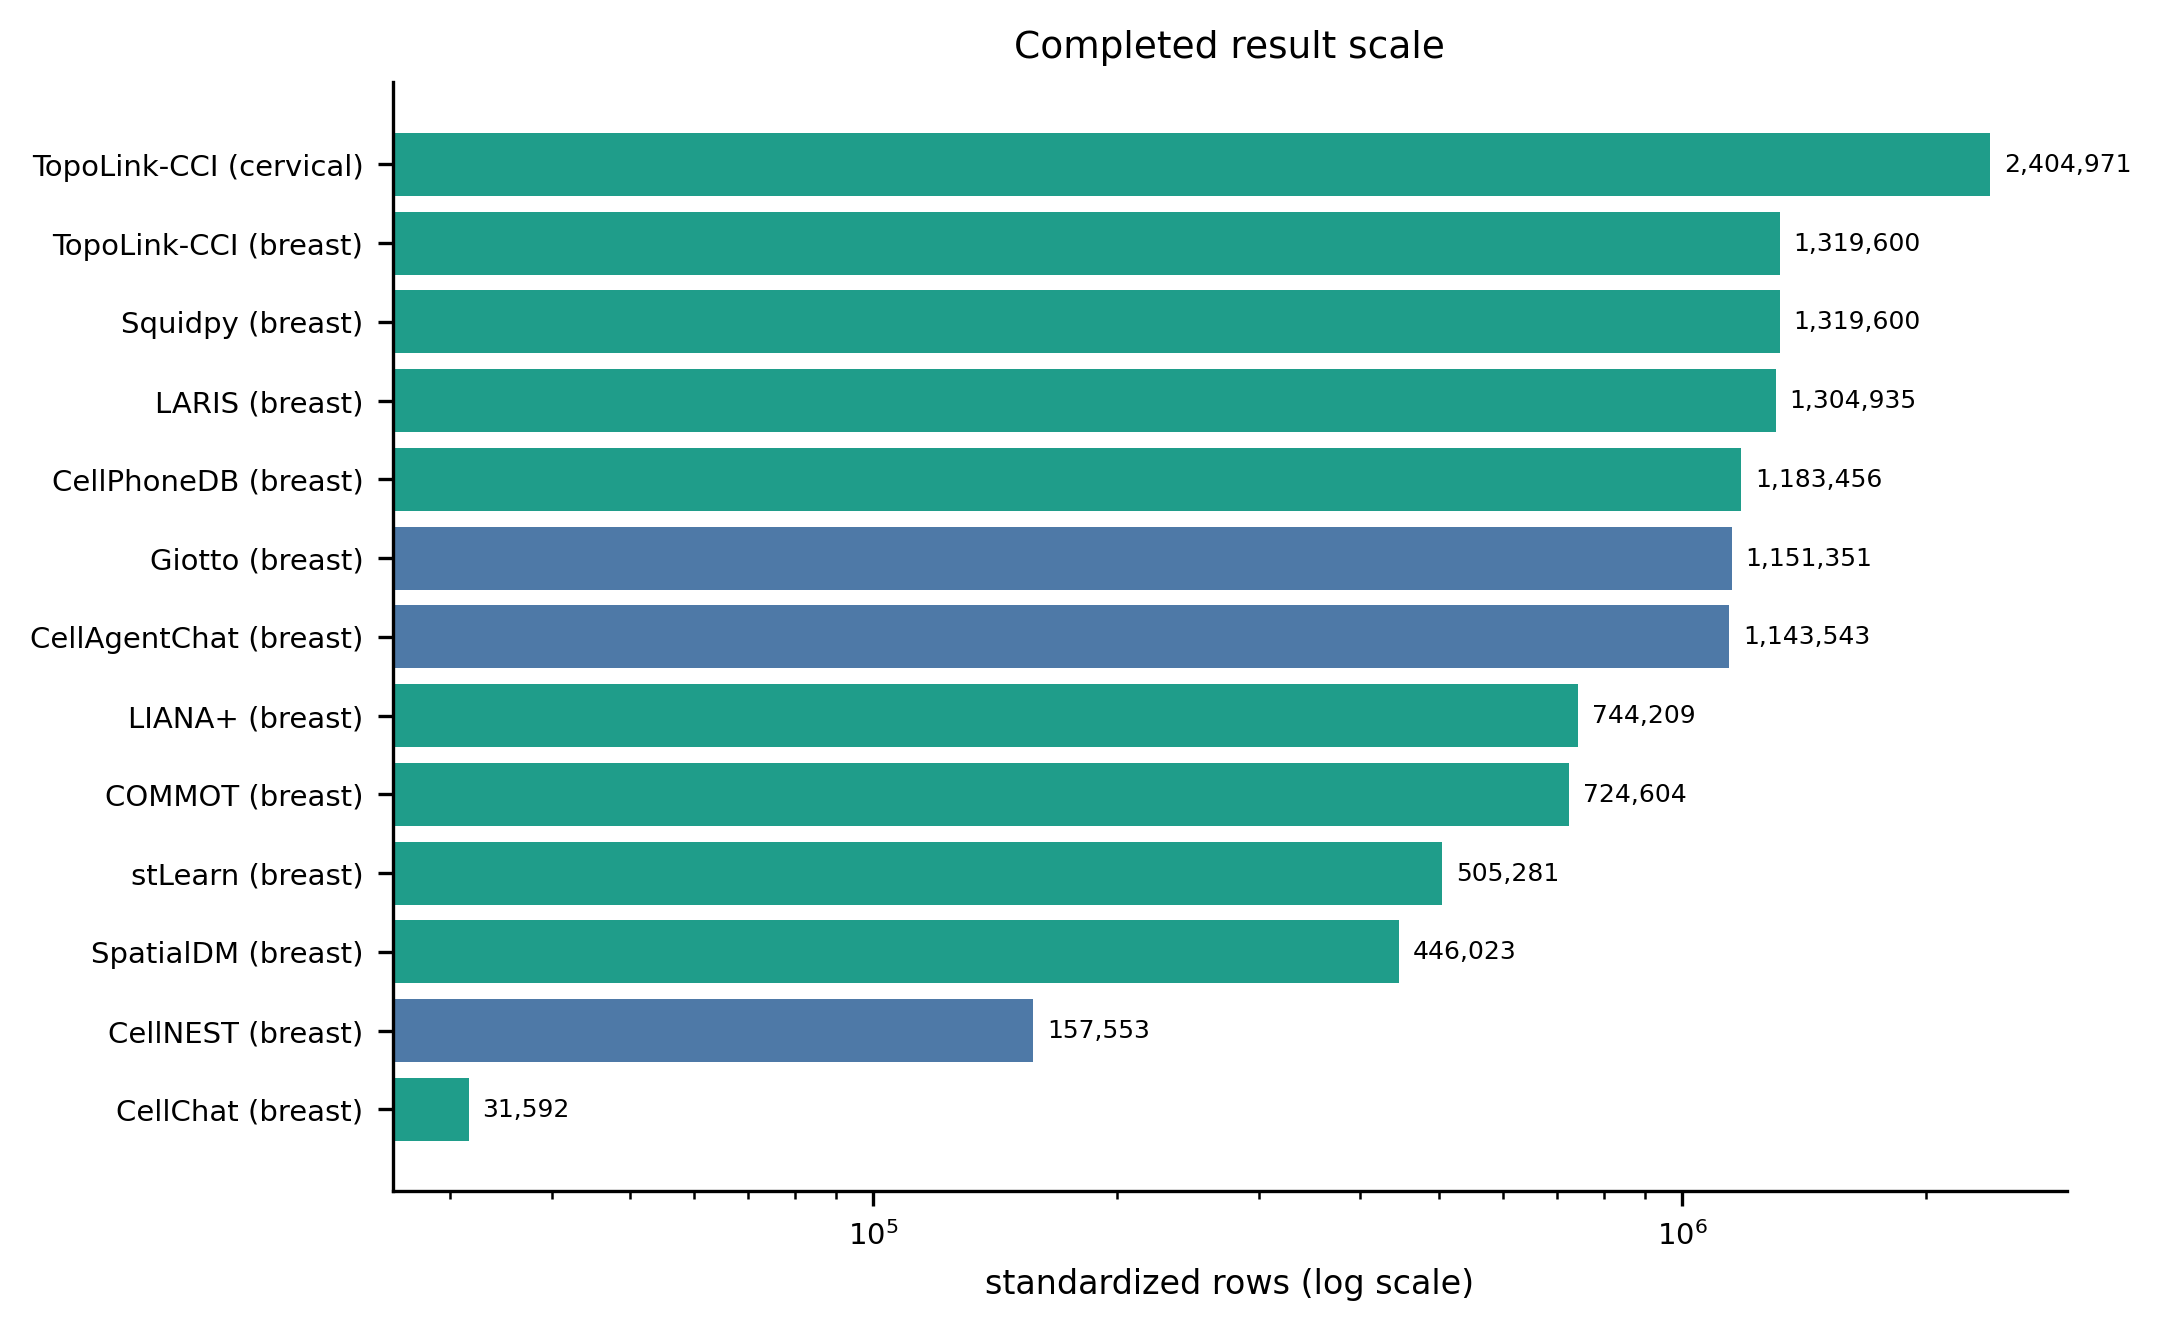 Completed result scale
TopoLink-CCI (cervical) 2,404,971
TopoLink-CCI (breast) 1,319,600
Squidpy (breast) 1,319,600
LARIS (breast) 1,304,935
CellPhoneDB (breast) 1,183,456
Giotto (breast) 1,151,351
CellAgentChat (breast) 1,143,543
LIANA+ (breast) 744,209
COMMOT (breast) 724,604
stLearn (breast) 505,281
SpatialDM (breast) 446,023
CellNEST (breast) 157,553
CellChat (breast) 31,592
10⁵ 10⁶
standardized rows (log scale)